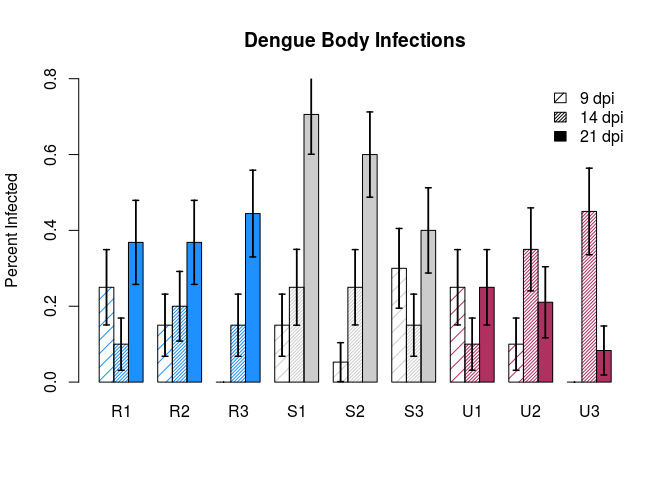 Dengue Body Infections
Percent Infected
0.8
0.6
0.4
0.2
0.0
9 dpi
14 dpi
21 dpi
R1 R2 R3 S1 S2 S3 U1 U2 U3